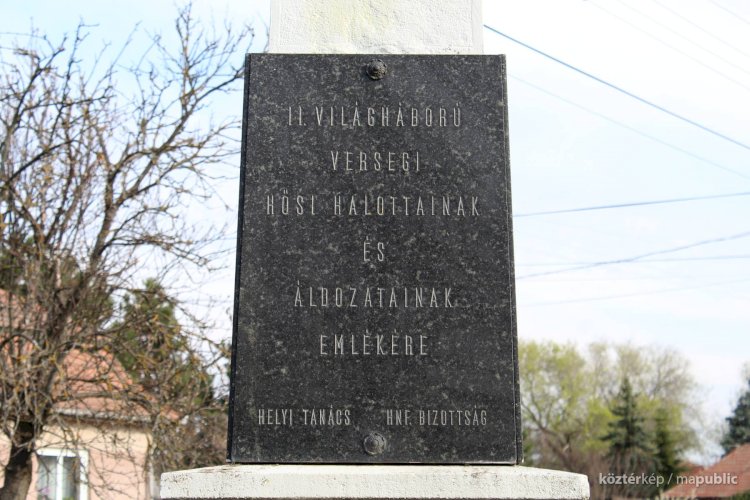 II. VILÁGHÁBORÚ
VERSEGI
HŐSI HALOTTAINAK
ÉS
ÁLDOZATAINAK
EMLÉKÉRE
HELYI TANÁCS HNF. BIZOTTSÁG
köztérkép / mapublic